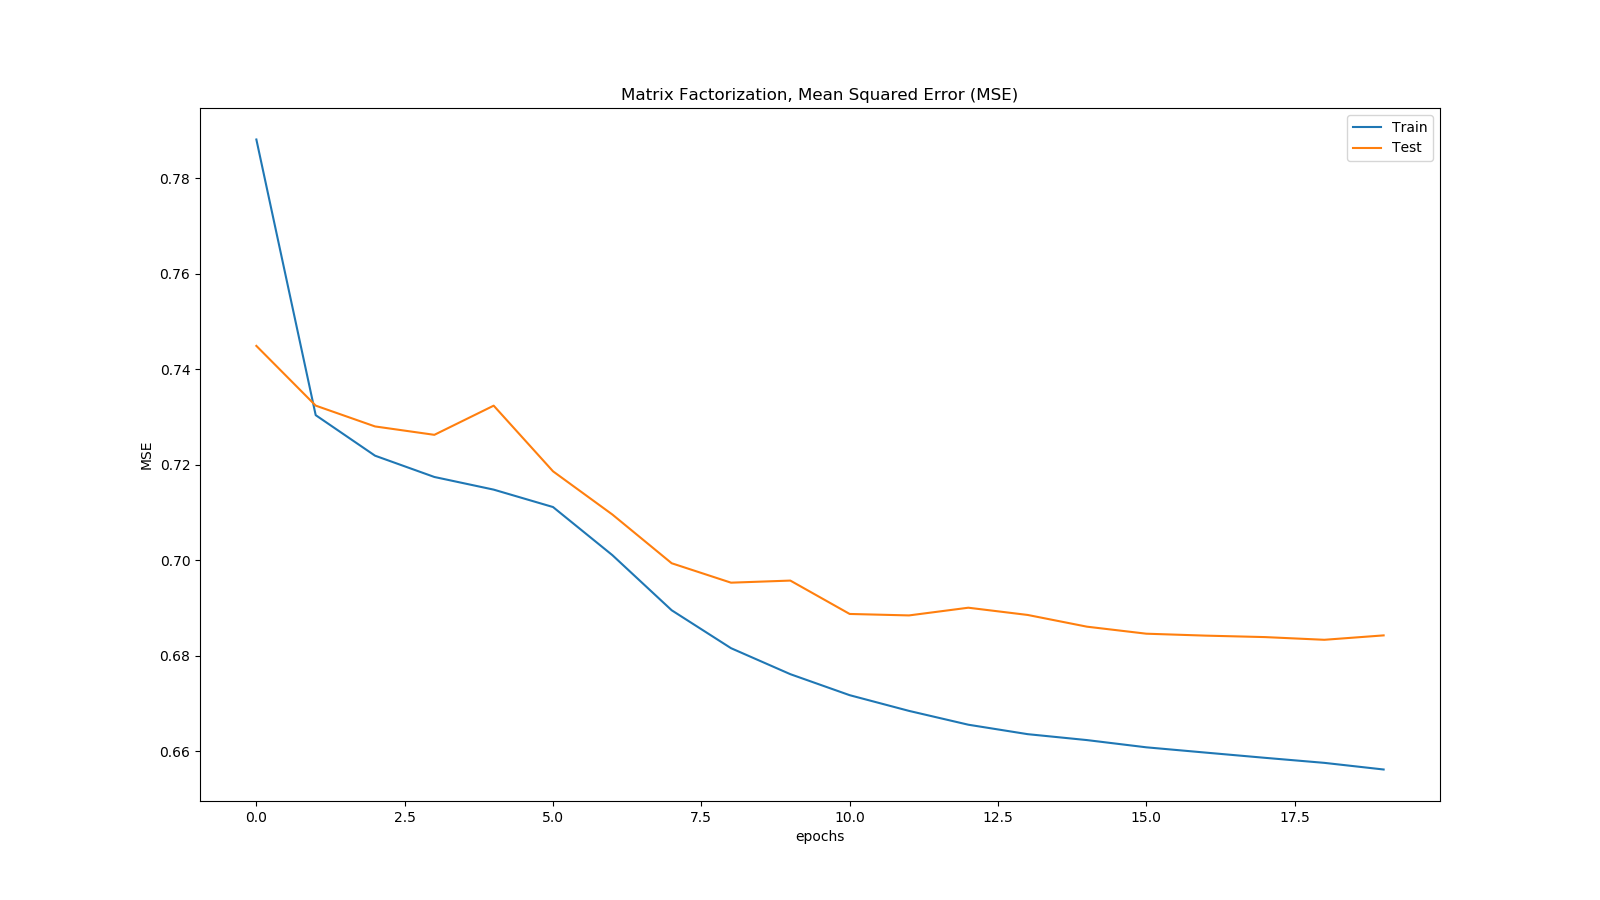 Matrix Factorization, Mean Squared Error (MSE)
Train
Test
0.78
0.76
0.74
0.72
0.70
0.68
0.66
MSE
0.0 2.5 5.0 7.5 10.0 12.5 15.0 17.5
epochs